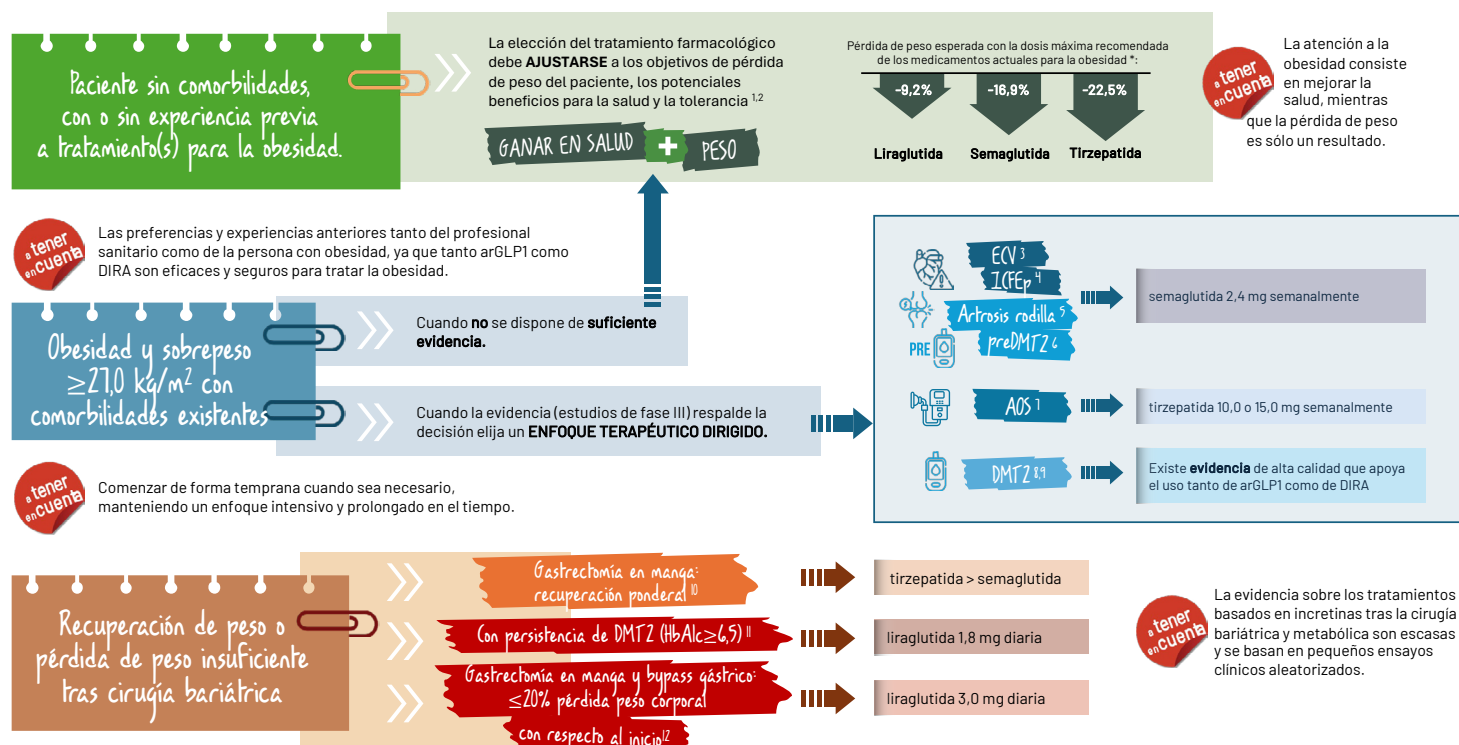 Paciente sin comorbilidades,
con o sin experiencia previa
a tratamiento(s) para la obesidad.
La elección del tratamiento farmacológico
debe AJUSTARSE a los objetivos de pérdida
de peso del paciente, los potenciales
beneficios para la salud y la tolerancia 1,2
GANAR EN SALUD + PESO
Pérdida de peso esperada con la dosis máxima recomendada
de los medicamentos actuales para la obesidad *:
-9,2% -16,9% -22,5%
Liraglutida Semaglutida Tirzepatida
a tener
en cuenta
La atención a la
obesidad consiste
en mejorar la
salud, mientras
que la pérdida de peso
es sólo un resultado.
a tener
en cuenta
Las preferencias y experiencias anteriores tanto del profesional
sanitario como de la persona con obesidad, ya que tanto arGLP1 como
DIRA son eficaces y seguros para tratar la obesidad.
Obesidad y sobrepeso
≥27,0 kg/m² con
comorbilidades existentes
Cuando no se dispone de suficiente
evidencia.
Cuando la evidencia (estudios de fase III) respalde la
decisión elija un ENFOQUE TERAPÉUTICO DIRIGIDO.
ECV 3
ICFEp 4
Artrosis rodilla 5
PRE
preDMT2 6
semaglutida 2,4 mg semanalmente
AOS 7
tirzepatida 10,0 o 15,0 mg semanalmente
DMT2 8,9
Existe evidencia de alta calidad que apoya
el uso tanto de arGLP1 como de DIRA
a tener
en cuenta
Comenzar de forma temprana cuando sea necesario,
manteniendo un enfoque intensivo y prolongado en el tiempo.
Recuperación de peso o
pérdida de peso insuficiente
tras cirugía bariátrica
Gastrectomía en manga:
recuperación ponderal 10
tirzepatida > semaglutida
Con persistencia de DMT2 (HbA1c≥6,5) 11
liraglutida 1,8 mg diaria
Gastrectomía en manga y bypass gástrico:
≤20% pérdida peso corporal
con respecto al inicio 12
liraglutida 3,0 mg diaria
a tener
en cuenta
La evidencia sobre los tratamientos
basados en incretinas tras la cirugía
bariátrica y metabólica son escasas
y se basan en pequeños ensayos
clínicos aleatorizados.